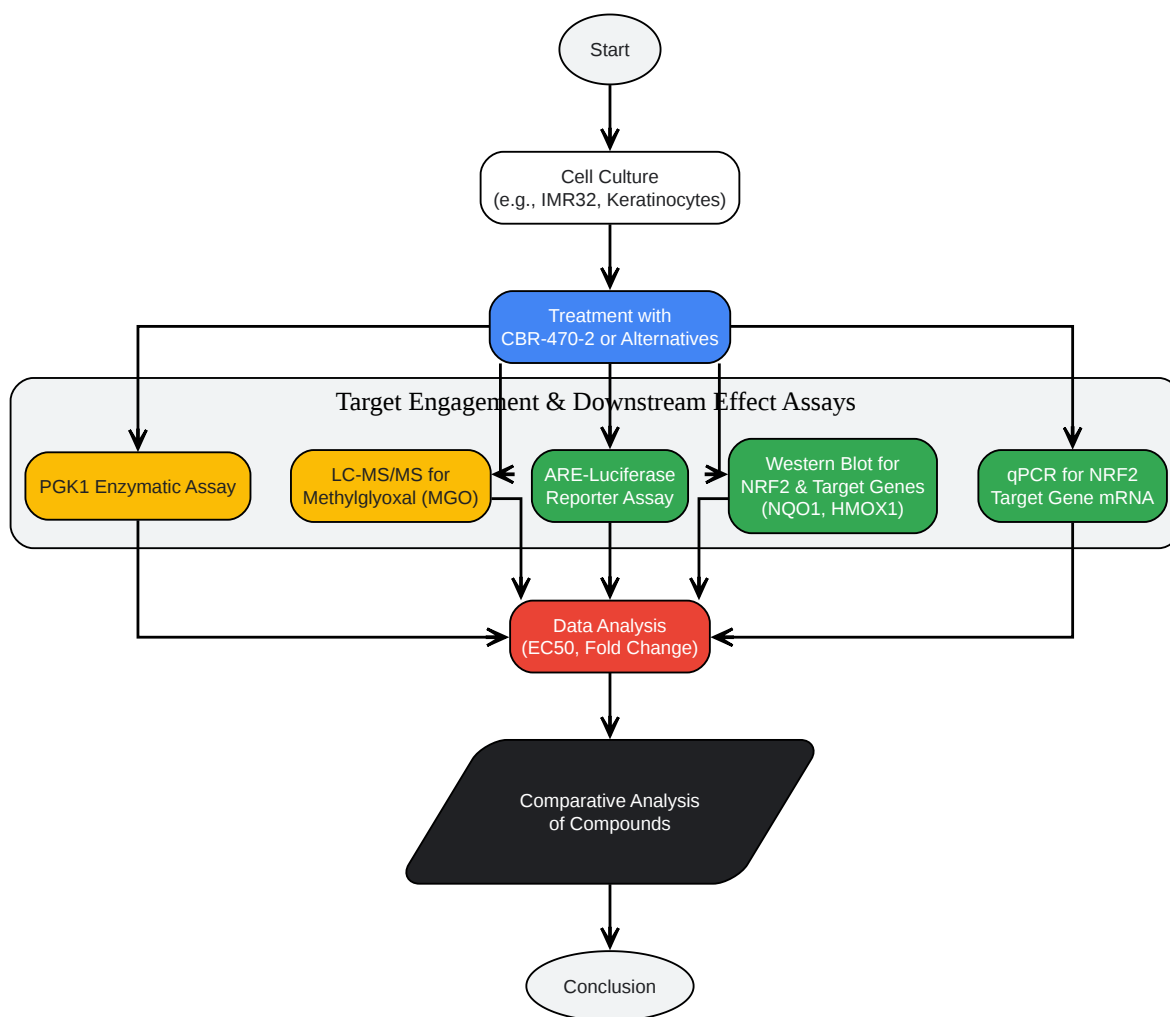 Start
Cell Culture
(e.g., IMR32, Keratinocytes)
Treatment with
CBR-470-2 or Alternatives
Target Engagement & Downstream Effect Assays
PGK1 Enzymatic Assay
LC-MS/MS for
Methylglyoxal (MGO)
ARE-Luciferase
Reporter Assay
Western Blot for
NRF2 & Target Genes
(NQO1, HMOX1)
qPCR for NRF2
Target Gene mRNA
Data Analysis
(EC50, Fold Change)
Comparative Analysis
of Compounds
Conclusion